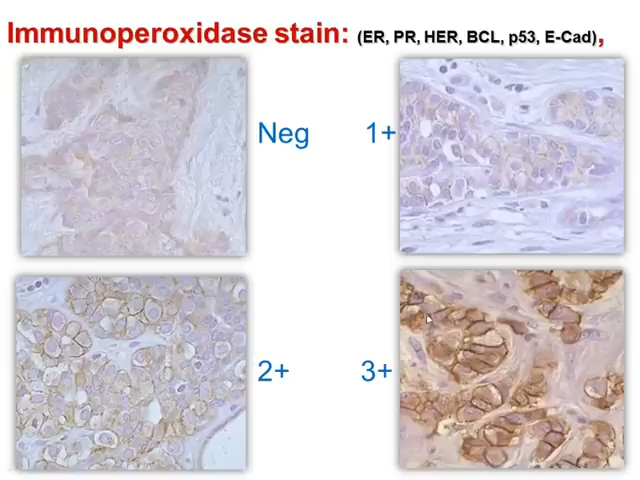 Immunoperoxidase stain: (ER, PR, HER, BCL, p53, E-Cad),
Neg 1+
2+ 3+